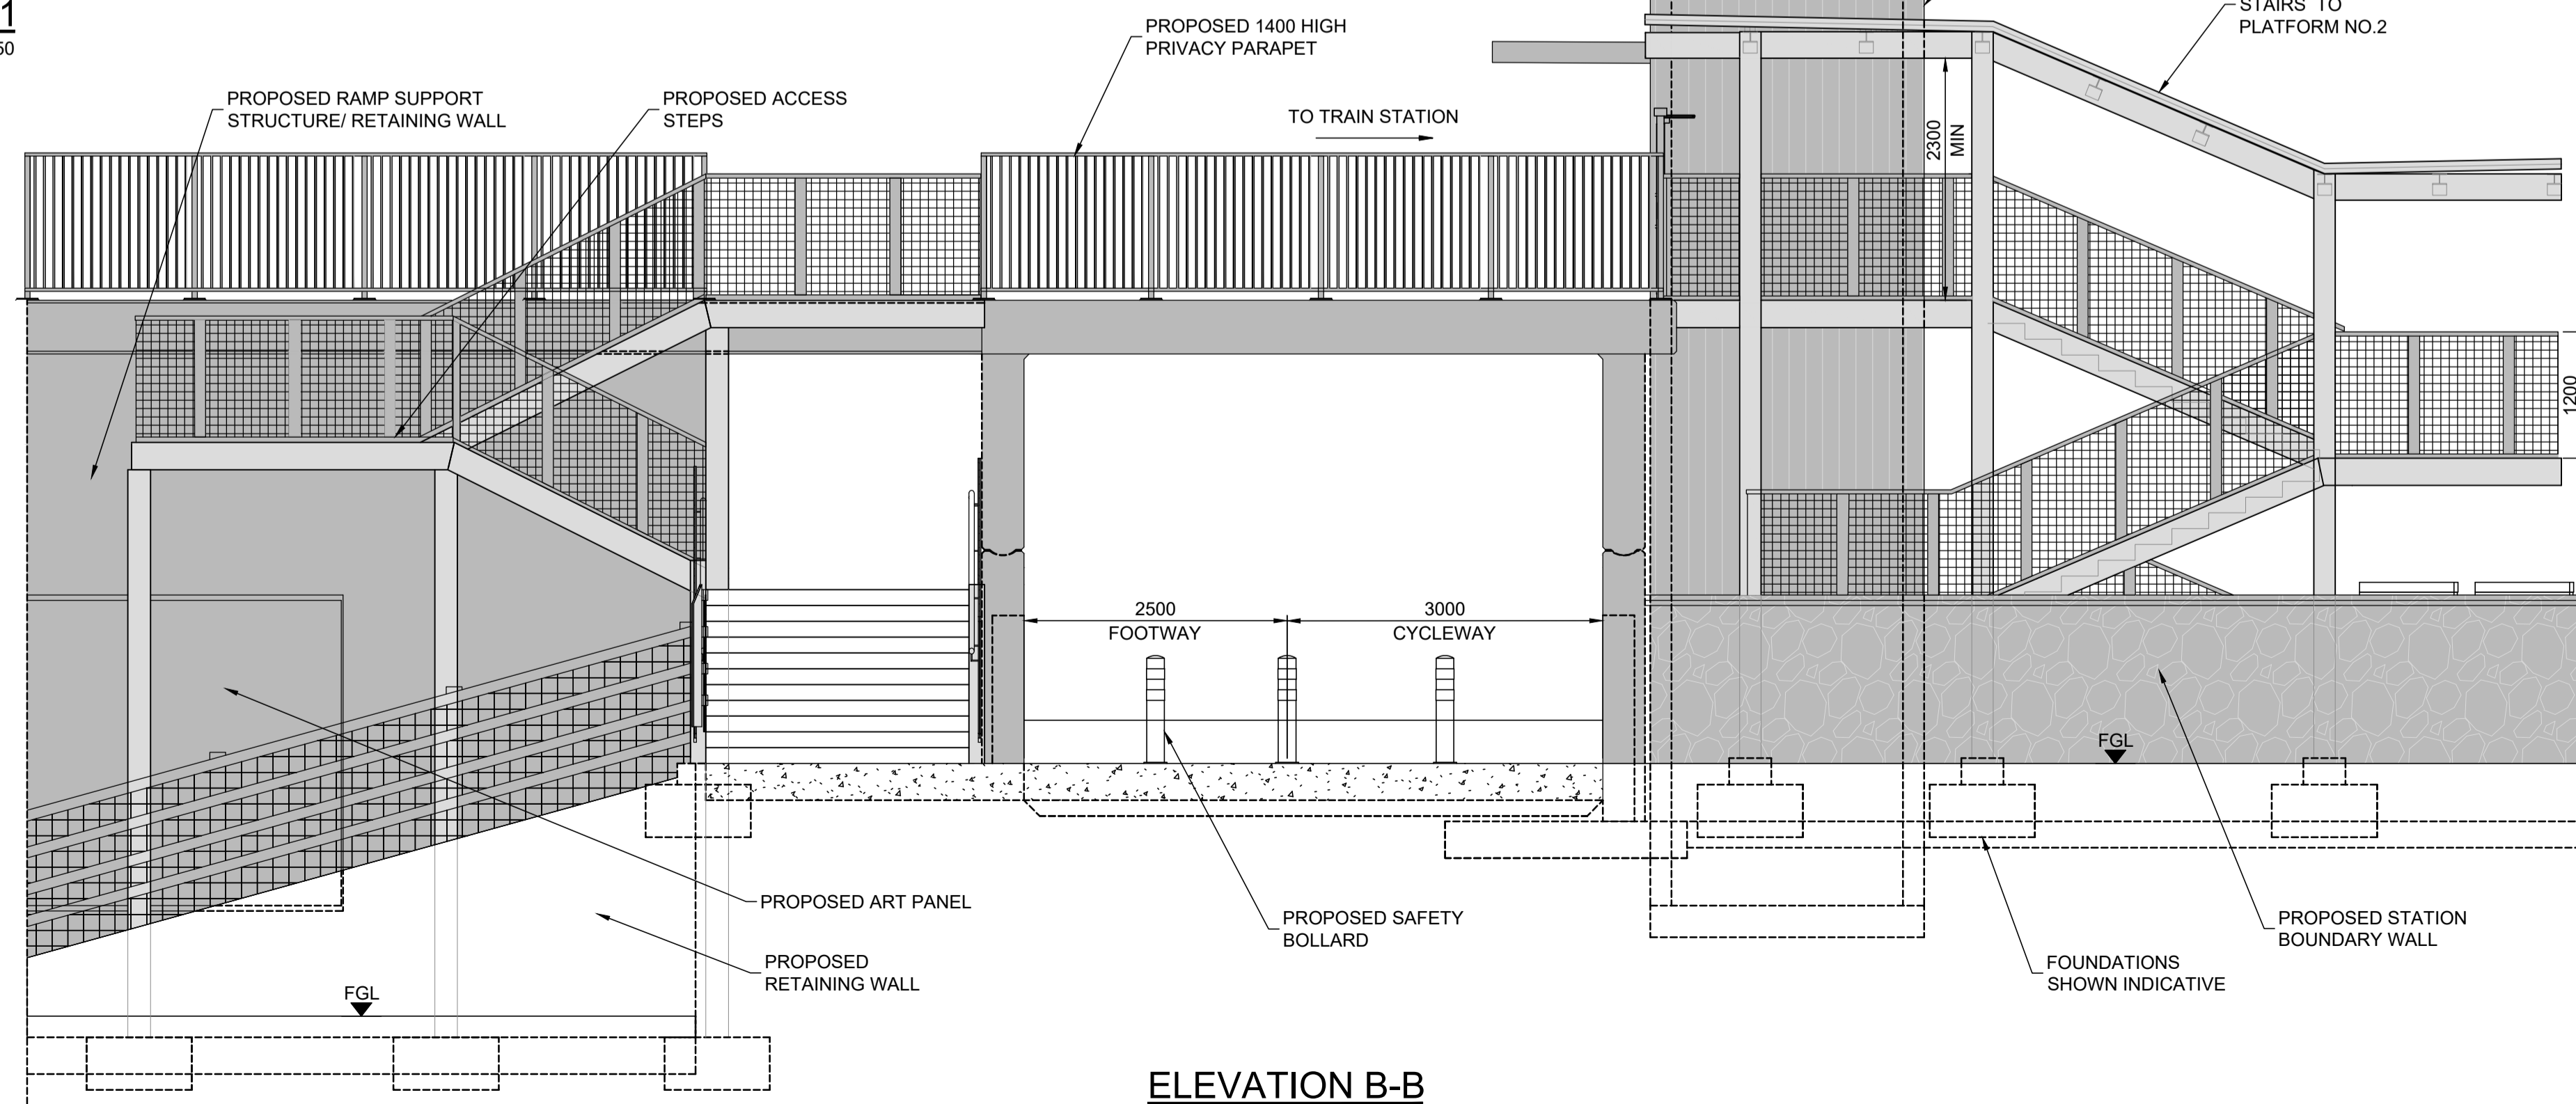 1
50
PROPOSED 1400 HIGH
PRIVACY PARAPET
STAIRS TO
PLATFORM NO.2
PROPOSED RAMP SUPPORT
STRUCTURE/ RETAINING WALL
PROPOSED ACCESS
STEPS
TO TRAIN STATION
2300
MIN
1200
2500
FOOTWAY
3000
CYCLEWAY
FGL
PROPOSED ART PANEL
PROPOSED SAFETY
BOLLARD
PROPOSED STATION
BOUNDARY WALL
PROPOSED
RETAINING WALL
FOUNDATIONS
SHOWN INDICATIVE
FGL
ELEVATION B-B